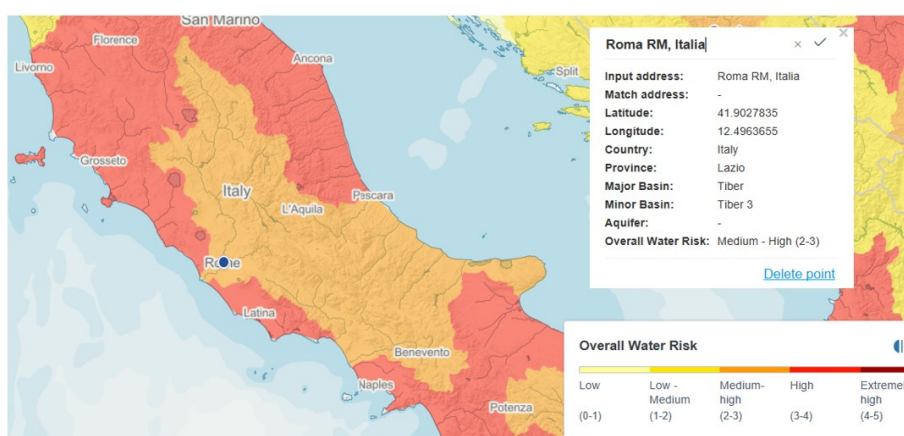 San Marino
Florence
Livorno
Ancona
Split
Grosseto
Italy
L'Aquila
Pescara
Rome
Latina
Benevento
Naples
Potenza
Roma RM, Italia × ✓ ×
Input address: Roma RM, Italia
Match address: -
Latitude: 41.9027835
Longitude: 12.4963655
Country: Italy
Province: Lazio
Major Basin: Tiber
Minor Basin: Tiber 3
Aquifer: -
Overall Water Risk: Medium - High (2-3)
Delete point
Overall Water Risk
Low Low - Medium- High Extremel
Medium high high
(0-1) (1-2) (2-3) (3-4) (4-5)